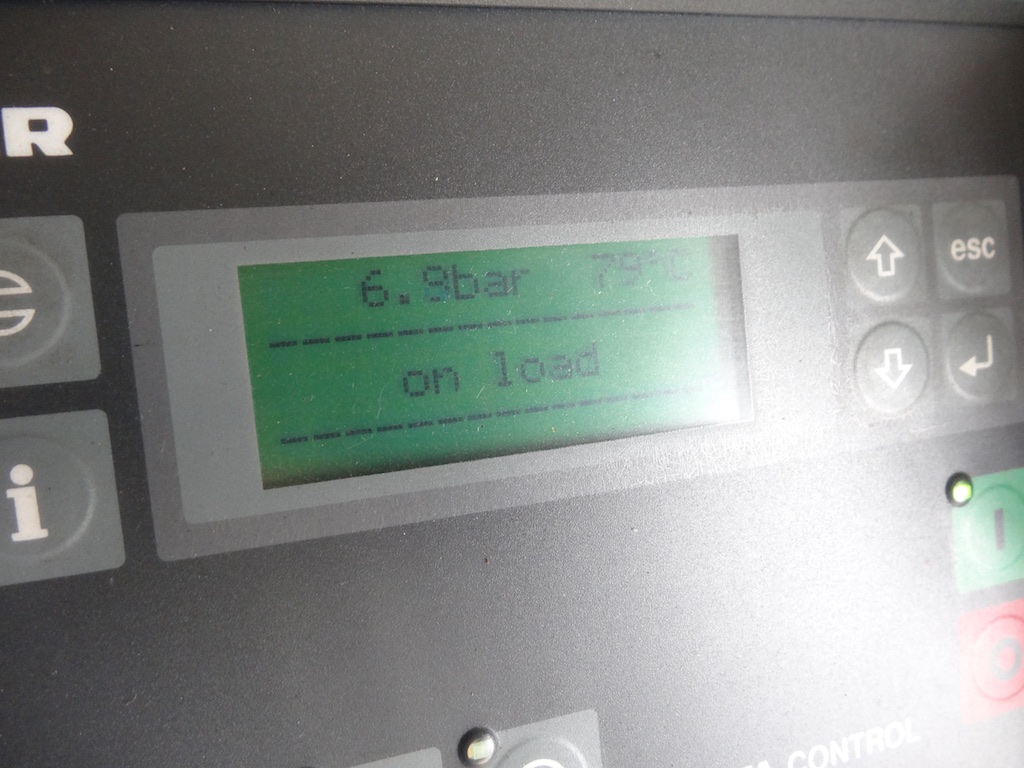 R
6.9bar 79°C
on load
esc
i
I
O
CONTROL